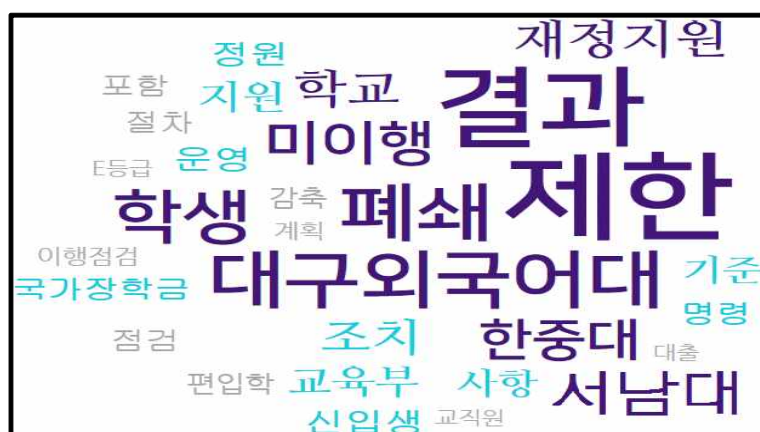 재정지원
정원
포함
지원
학교
결과
절차
미이행
E등급
운영
제한
학생
감축
폐쇄
계획
이행점검
대구외국어대
기준
국가장학금
명령
점검
조치
한중대
대출
편입학
교육부
사항
서남대
신입생
교직원